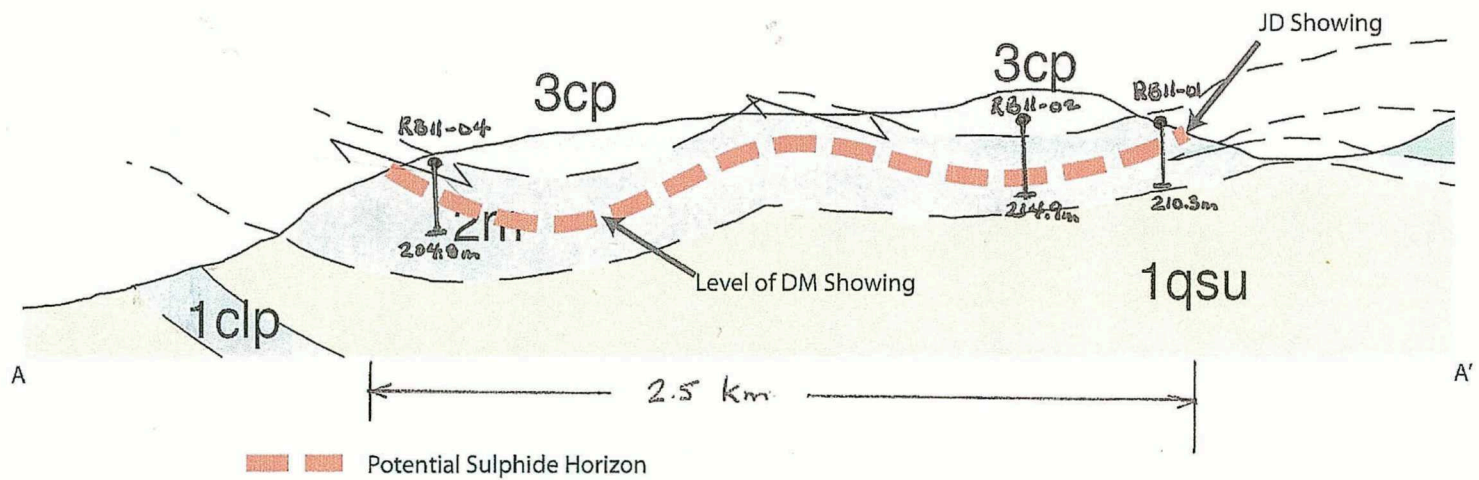 JD Showing
3cp
3cp
RB11-04
RB11-02
RB11-01
2m
204.0m
214.9m
210.3m
Level of DM Showing
1qsu
1clp
A
A'
2.5 km
Potential Sulphide Horizon